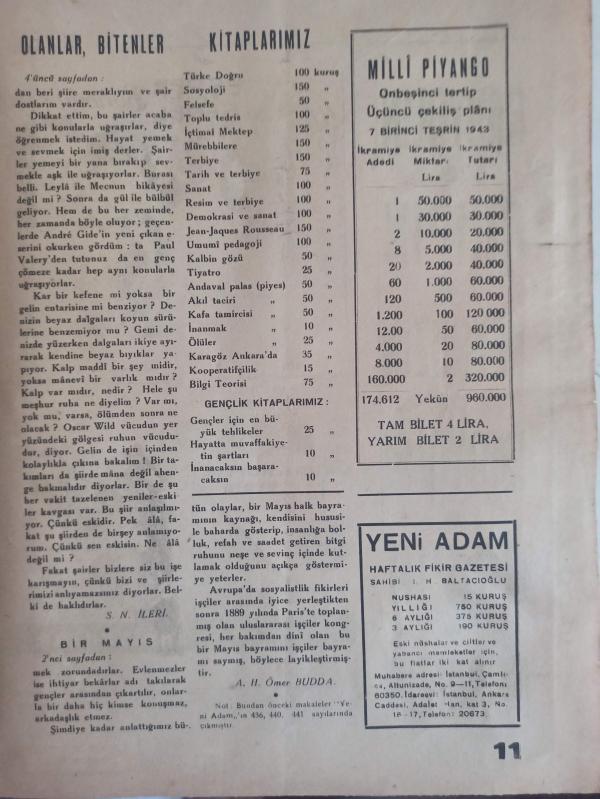 OLANLAR, BİTENLER
4'üncü sayfadan :
dan beri şiire meraklıyım ve şair
dostlarım vardır.
Dikkat ettim, bu şairler acaba
ne gibi konularla uğraşırlar, diye
öğrenmek istedim. Hayat yemek
ve sevmek için imiş derler. Şair-
ler yemeyi bir yana bırakıp sev-
mekle aşk ile uğraşıyorlar. Burası
belli. Leylâ ile Mecnun hikâyesi
değil mi ? Sonra da gül ile bülbül
geliyor. Hem de bu her zeminde,
her zamanda böyle oluyor; geçen-
lerde André Gide'in yeni çıkan e-
serini okurken gördüm : ta Paul
Valery'den tutunuz da en genç
çömeze kadar hep aynı konularla
uğraşıyorlar.
Kar bir kefene mi yoksa bir
gelin entarisine mi benziyor ? De-
nizin beyaz dalgaları koyun sürü-
lerine benzemiyor mu ? Gemi de-
nizde yüzerken dalgaları ikiye ayı-
rarak kendine beyaz bıyıklar ya-
pıyor. Kalp maddî bir şey midir,
yoksa mânevî bir varlık mıdır ?
Kalp var mıdır, nedir ? Hele şu
meşhur ruha ne diyelim ? Var mı,
yok mu, varsa, ölümden sonra ne
olacak ? Oscar Wild vücudun yer
yüzündeki gölgesi ruhun vücudu-
dur, diyor. Gelin de işin içinden
kolaylıkla çıkına bakalım ! Bir ta-
kımları da şiirde mâna değil ahen-
ge bakmalıdır diyorlar. Bir de şu
her vakit tazelenen yeniler-eski-
ler kavgası var. Bu şiir anlaşılmı-
yor. Çünkü eskidir. Pek âlâ, fa-
kat şu şiirden de birşey anlamıyo-
rum. Çünkü sen eskisin. Ne âlâ
değil mi ?
Fakat şairler bizlere siz bu işe
karışmayın, çünkü bizi ve şiirle-
rimizi anlıyamazsınız diyorlar. Bel-
ki de haklıdırlar.
S. N. İLERİ.
BİR MAYIS
2'nci sayfadan :
mek zorundadırlar. Evlenmezler
ise ihtiyar bekârlar adı takılarak
gençler arasından çıkartılır, onlar-
la bir daha hiç kimse konuşmaz,
arkadaşlık etmez.
Şimdiye kadar anlattığımız bü-
KİTAPLARIMIZ
Türke Doğru 100 kuruş
Sosyoloji 150 "
Felsefe 50 "
Toplu tedris 100 "
İçtimaî Mektep 125 "
Mürebbilere 150 "
Terbiye 150 "
Tarih ve terbiye 75 "
Sanat 100 "
Resim ve terbiye 100 "
Demokrasi ve sanat 100 "
Jean-Jaques Rousseau 150 "
Umumî pedagoji 100 "
Kalbin gözü 50 "
Tiyatro 25 "
Andaval palas (piyes) 50 "
Akıl taciri " 50 "
Kafa tamircisi " 50 "
İnanmak " 10 "
Ölüler " 25 "
Karagöz Ankara'da 35 "
Kooperatifçilik 15 "
Bilgi Teorisi 75 "
GENÇLİK KİTAPLARIMIZ :
Gençler için en bü-
yük tehlikeler 25 "
Hayatta muvaffakiye-
tin şartları 10 "
İnanacaksın başara-
caksın 10 "
tün olaylar, bir Mayıs halk bayra-
mının kaynağı, kendisini hususi-
le baharda gösterip, insanlığa bol-
luk, refah ve saadet getiren bitgi
ruhunu neşe ve sevinç içinde kut-
lamak olduğunu açıkça göstermi-
ye yeterler.
Avrupa'da sosyalistlik fikirleri
işçiler arasında iyice yerleştikten
sonra 1889 yılında Paris'te toplan-
mış olan uluslararası işçiler kong-
resi, her bakımdan dinî olan bu
bir Mayıs bayramını işçiler bayra-
mı saymış, böylece layikleştirmiş-
tir.
A. H. Ömer BUDDA.
Not : Bundan önceki makaleler "Ye-
ni Adam„'ın 436, 440, 441 sayılarında
çıkmıştır.
MİLLÎ PİYANGO
Onbeşinci tertip
Üçüncü çekiliş plânı
7 BİRİNCİ TEŞRİN 1943
İkramiye İkramiye İkramiye
Adedi Miktarı Tutarı
Lira Lira
1 50.000 50.000
1 30.000 30.000
2 10.000 20.000
8 5.000 40.000
20 2.000 40.000
60 1.000 60.000
120 500 60.000
1.200 100 120 000
12.00 50 60.000
4.000 20 80.000
8.000 10 80.000
160.000 2 320.000
174.612 Yekün 960.000
TAM BİLET 4 LİRA,
YARIM BİLET 2 LİRA
YENİ ADAM
HAFTALIK FİKİR GAZETESİ
SAHİBİ I. H. BALTACIOĞLU
NUSHASI 15 KURUŞ
YILLIĞI 750 KURUŞ
6 AYLIĞI 375 KURUŞ
3 AYLIĞI 190 KURUŞ
Eski nüshalar ve ciltler ve
yabancı memleketler için,
bu fiatlar iki kat alınır
Muhabere adresi: İstanbul, Çamlı-
ca, Altunizade, No. 9—11, Telefon:
60350. İdareevi: İstanbul, Ankara
Caddesi, Adalet Han, kat 3, No.
16-17, Telefon: 20673
11